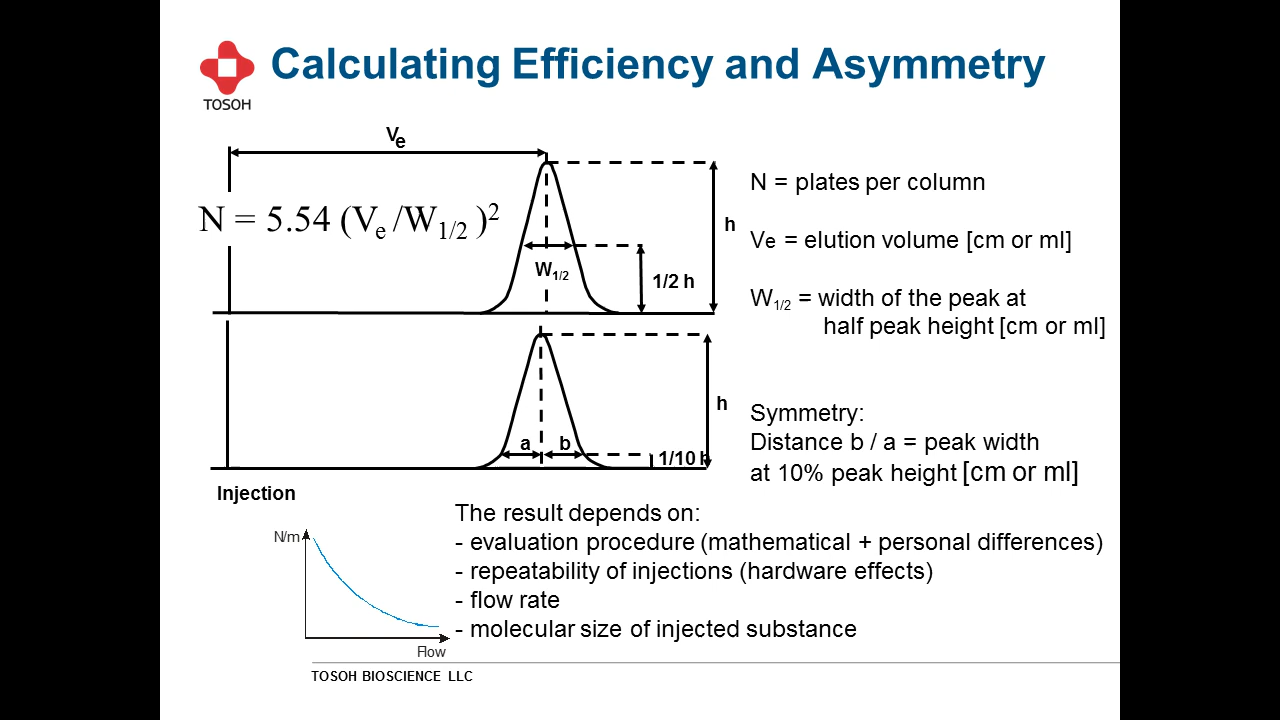 Calculating Efficiency and Asymmetry
TOSOH
Ve
N = 5.54 (Ve /W1/2 )2
h
W1/2
1/2 h
N = plates per column
Ve = elution volume [cm or ml]
W1/2 = width of the peak at
half peak height [cm or ml]
h
a
b
1/10 h
Symmetry:
Distance b / a = peak width
at 10% peak height [cm or ml]
Injection
The result depends on:
- evaluation procedure (mathematical + personal differences)
- repeatability of injections (hardware effects)
- flow rate
- molecular size of injected substance
N/m
Flow
TOSOH BIOSCIENCE LLC